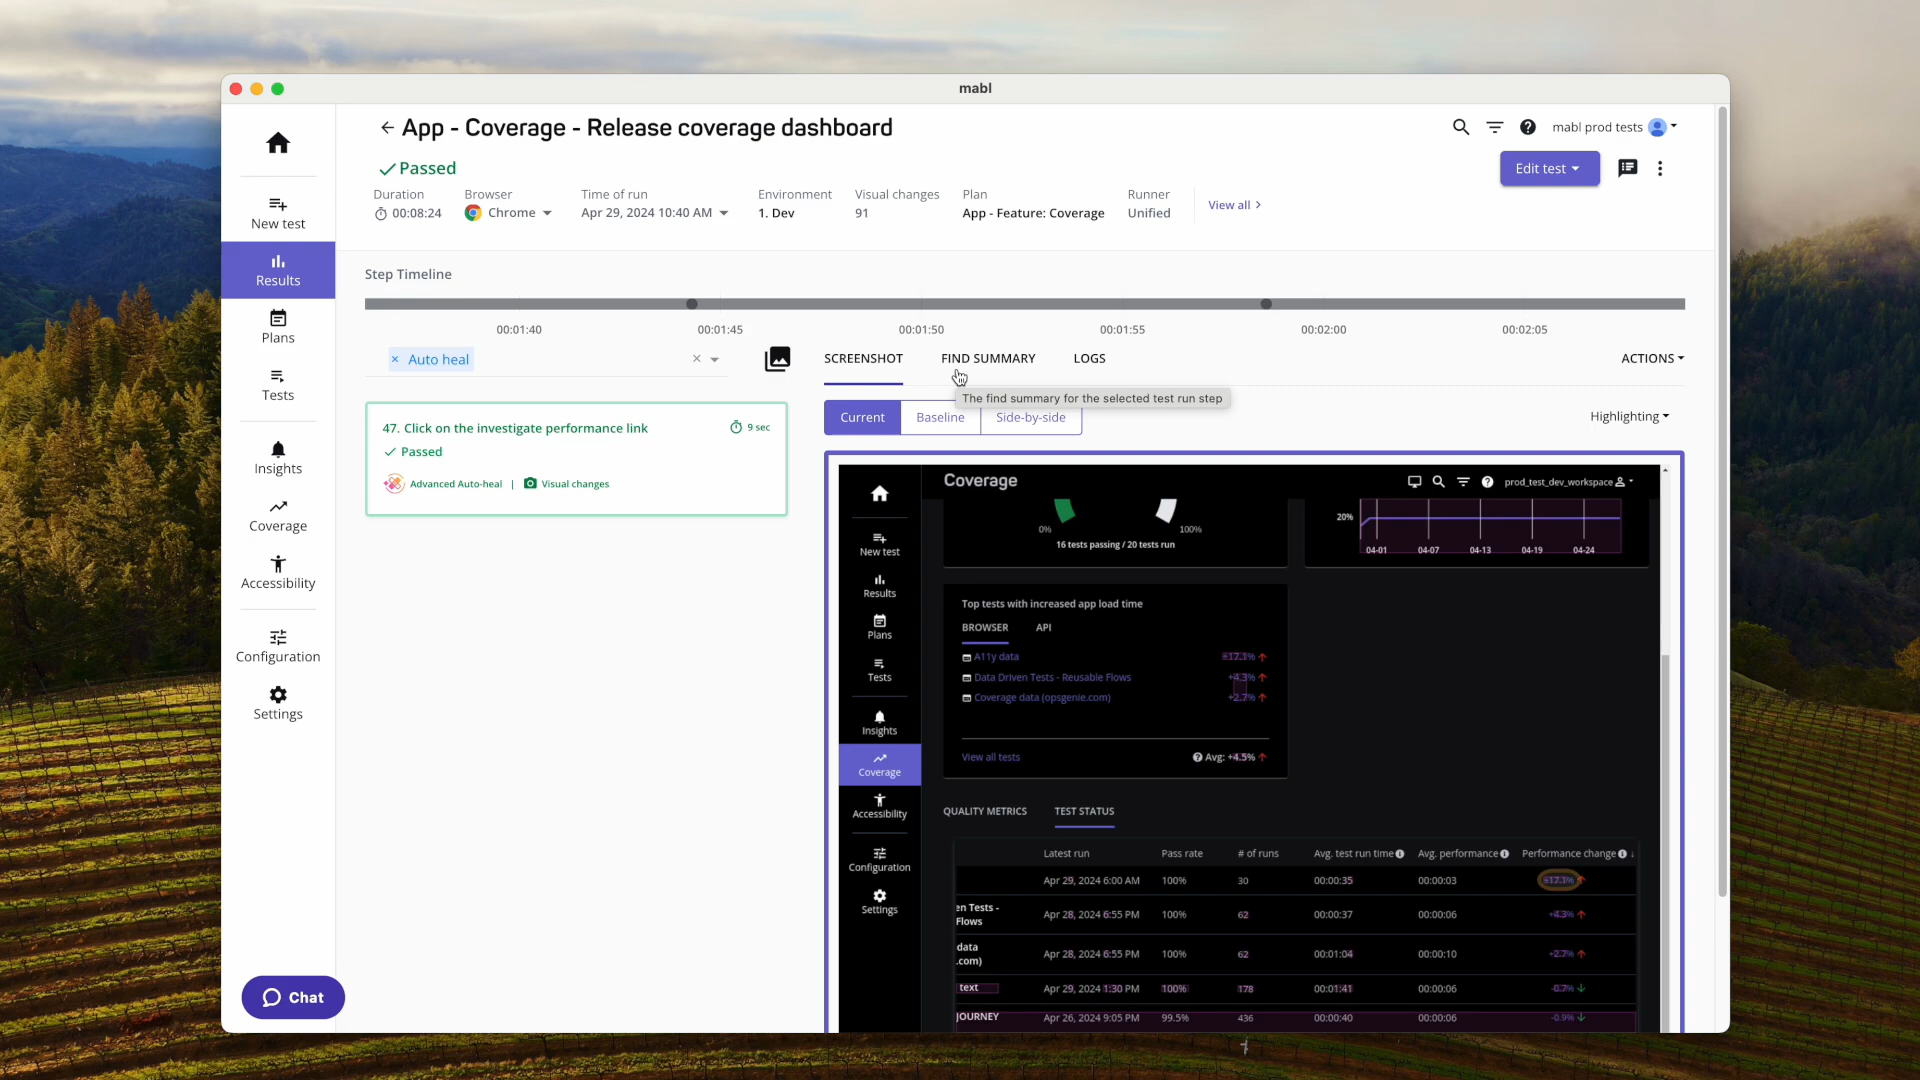 mabl
App - Coverage - Release coverage dashboard
mabl prod tests
Passed
Edit test
Duration
Browser
Time of run
Environment
Visual changes
Plan
Runner
00:08:24
Chrome
Apr 29, 2024 10:40 AM
1. Dev
91
App - Feature: Coverage
Unified
View all
New test
Results
Plans
Tests
Insights
Coverage
Accessibility
Configuration
Settings
Chat
Step Timeline
00:01:40
00:01:45
00:01:50
00:01:55
00:02:00
00:02:05
× Auto heal
SCREENSHOT
FIND SUMMARY
LOGS
ACTIONS
The find summary for the selected test run step
Current
Baseline
Side-by-side
Highlighting
47. Click on the investigate performance link
9 sec
Passed
Advanced Auto-heal | Visual changes
Coverage
prod_test_dev_workspace
New test
Results
Plans
Tests
Insights
Coverage
Accessibility
Configuration
Settings
0%
100%
16 tests passing / 20 tests run
20%
04-01
04-07
04-13
04-19
04-24
Top tests with increased app load time
BROWSER
API
A11y data
+17.1%
Data Driven Tests - Reusable Flows
+4.3%
Coverage data (opsgenie.com)
+2.7%
View all tests
Avg: +4.5%
QUALITY METRICS
TEST STATUS
Latest run
Pass rate
# of runs
Avg. test run time
Avg. performance
Performance change
Apr 29, 2024 6:00 AM
100%
30
00:00:35
00:00:03
+17.1%
en Tests -
Flows
Apr 28, 2024 6:55 PM
100%
62
00:00:37
00:00:06
+4.3%
data
.com)
Apr 28, 2024 6:55 PM
100%
62
00:01:04
00:00:10
+2.7%
text
Apr 29, 2024 1:30 PM
100%
178
00:01:41
00:00:06
-0.7%
JOURNEY
Apr 26, 2024 9:05 PM
99.5%
436
00:00:40
00:00:06
-0.9%